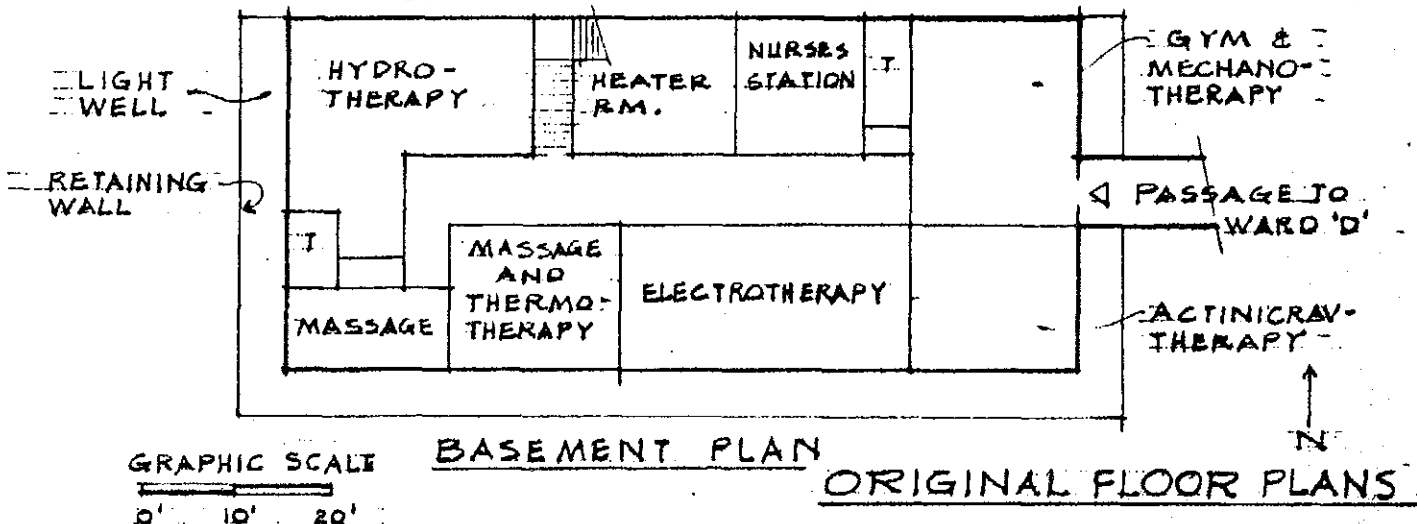 LIGHT
WELL
RETAINING
WALL
HYDRO-
THERAPY
HEATER
RM.
NURSES
STATION
T
GYM &
MECHANO-
THERAPY
◁ PASSAGE TO
WARD 'D'
T
MASSAGE
MASSAGE
AND
THERMO-
THERAPY
ELECTROTHERAPY
ACTINICRAY-
THERAPY
N
BASEMENT PLAN
GRAPHIC SCALE
0' 10' 20'
ORIGINAL FLOOR PLANS